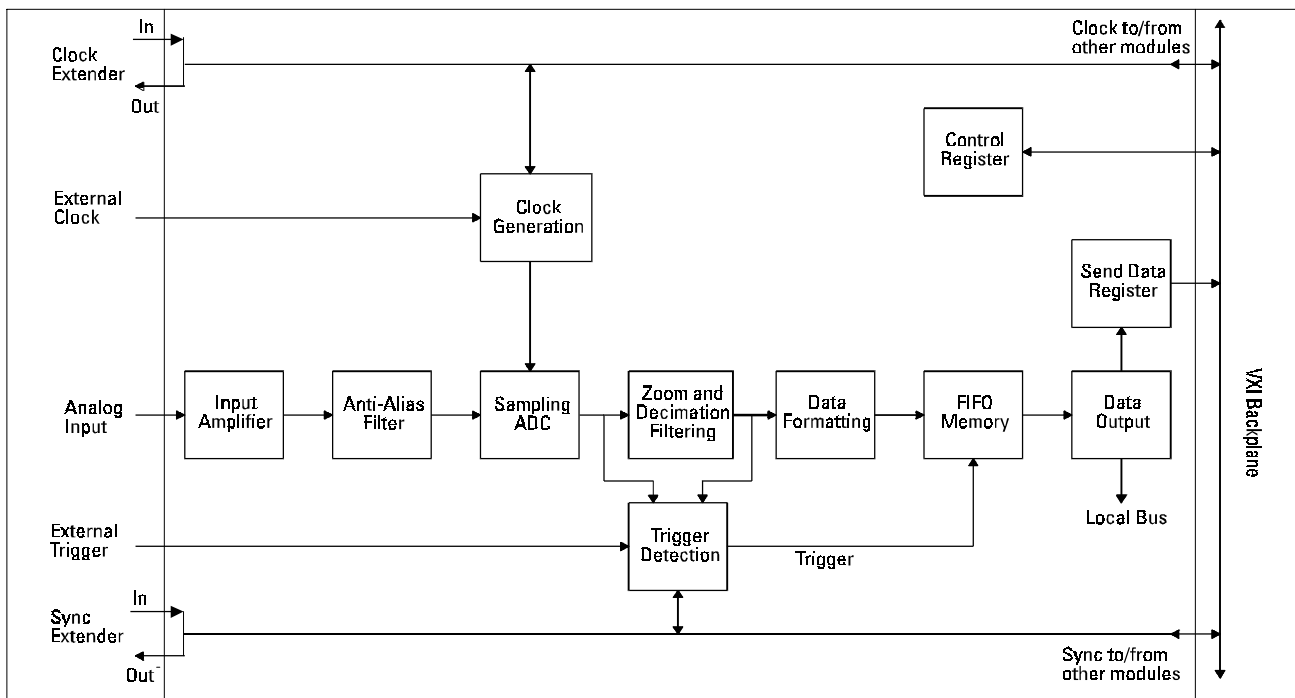 In
Clock
Extender
Out
Clock to/from
other modules
Control
Register
External
Clock
Clock
Generation
Send Data
Register
Analog
Input
Input
Amplifier
Anti-Alias
Filter
Sampling
ADC
Zoom and
Decimation
Filtering
Data
Formatting
FIFO
Memory
Data
Output
VXI Backplane
Local Bus
External
Trigger
Trigger
Detection
Trigger
In
Sync
Extender
Out
Sync to/from
other modules